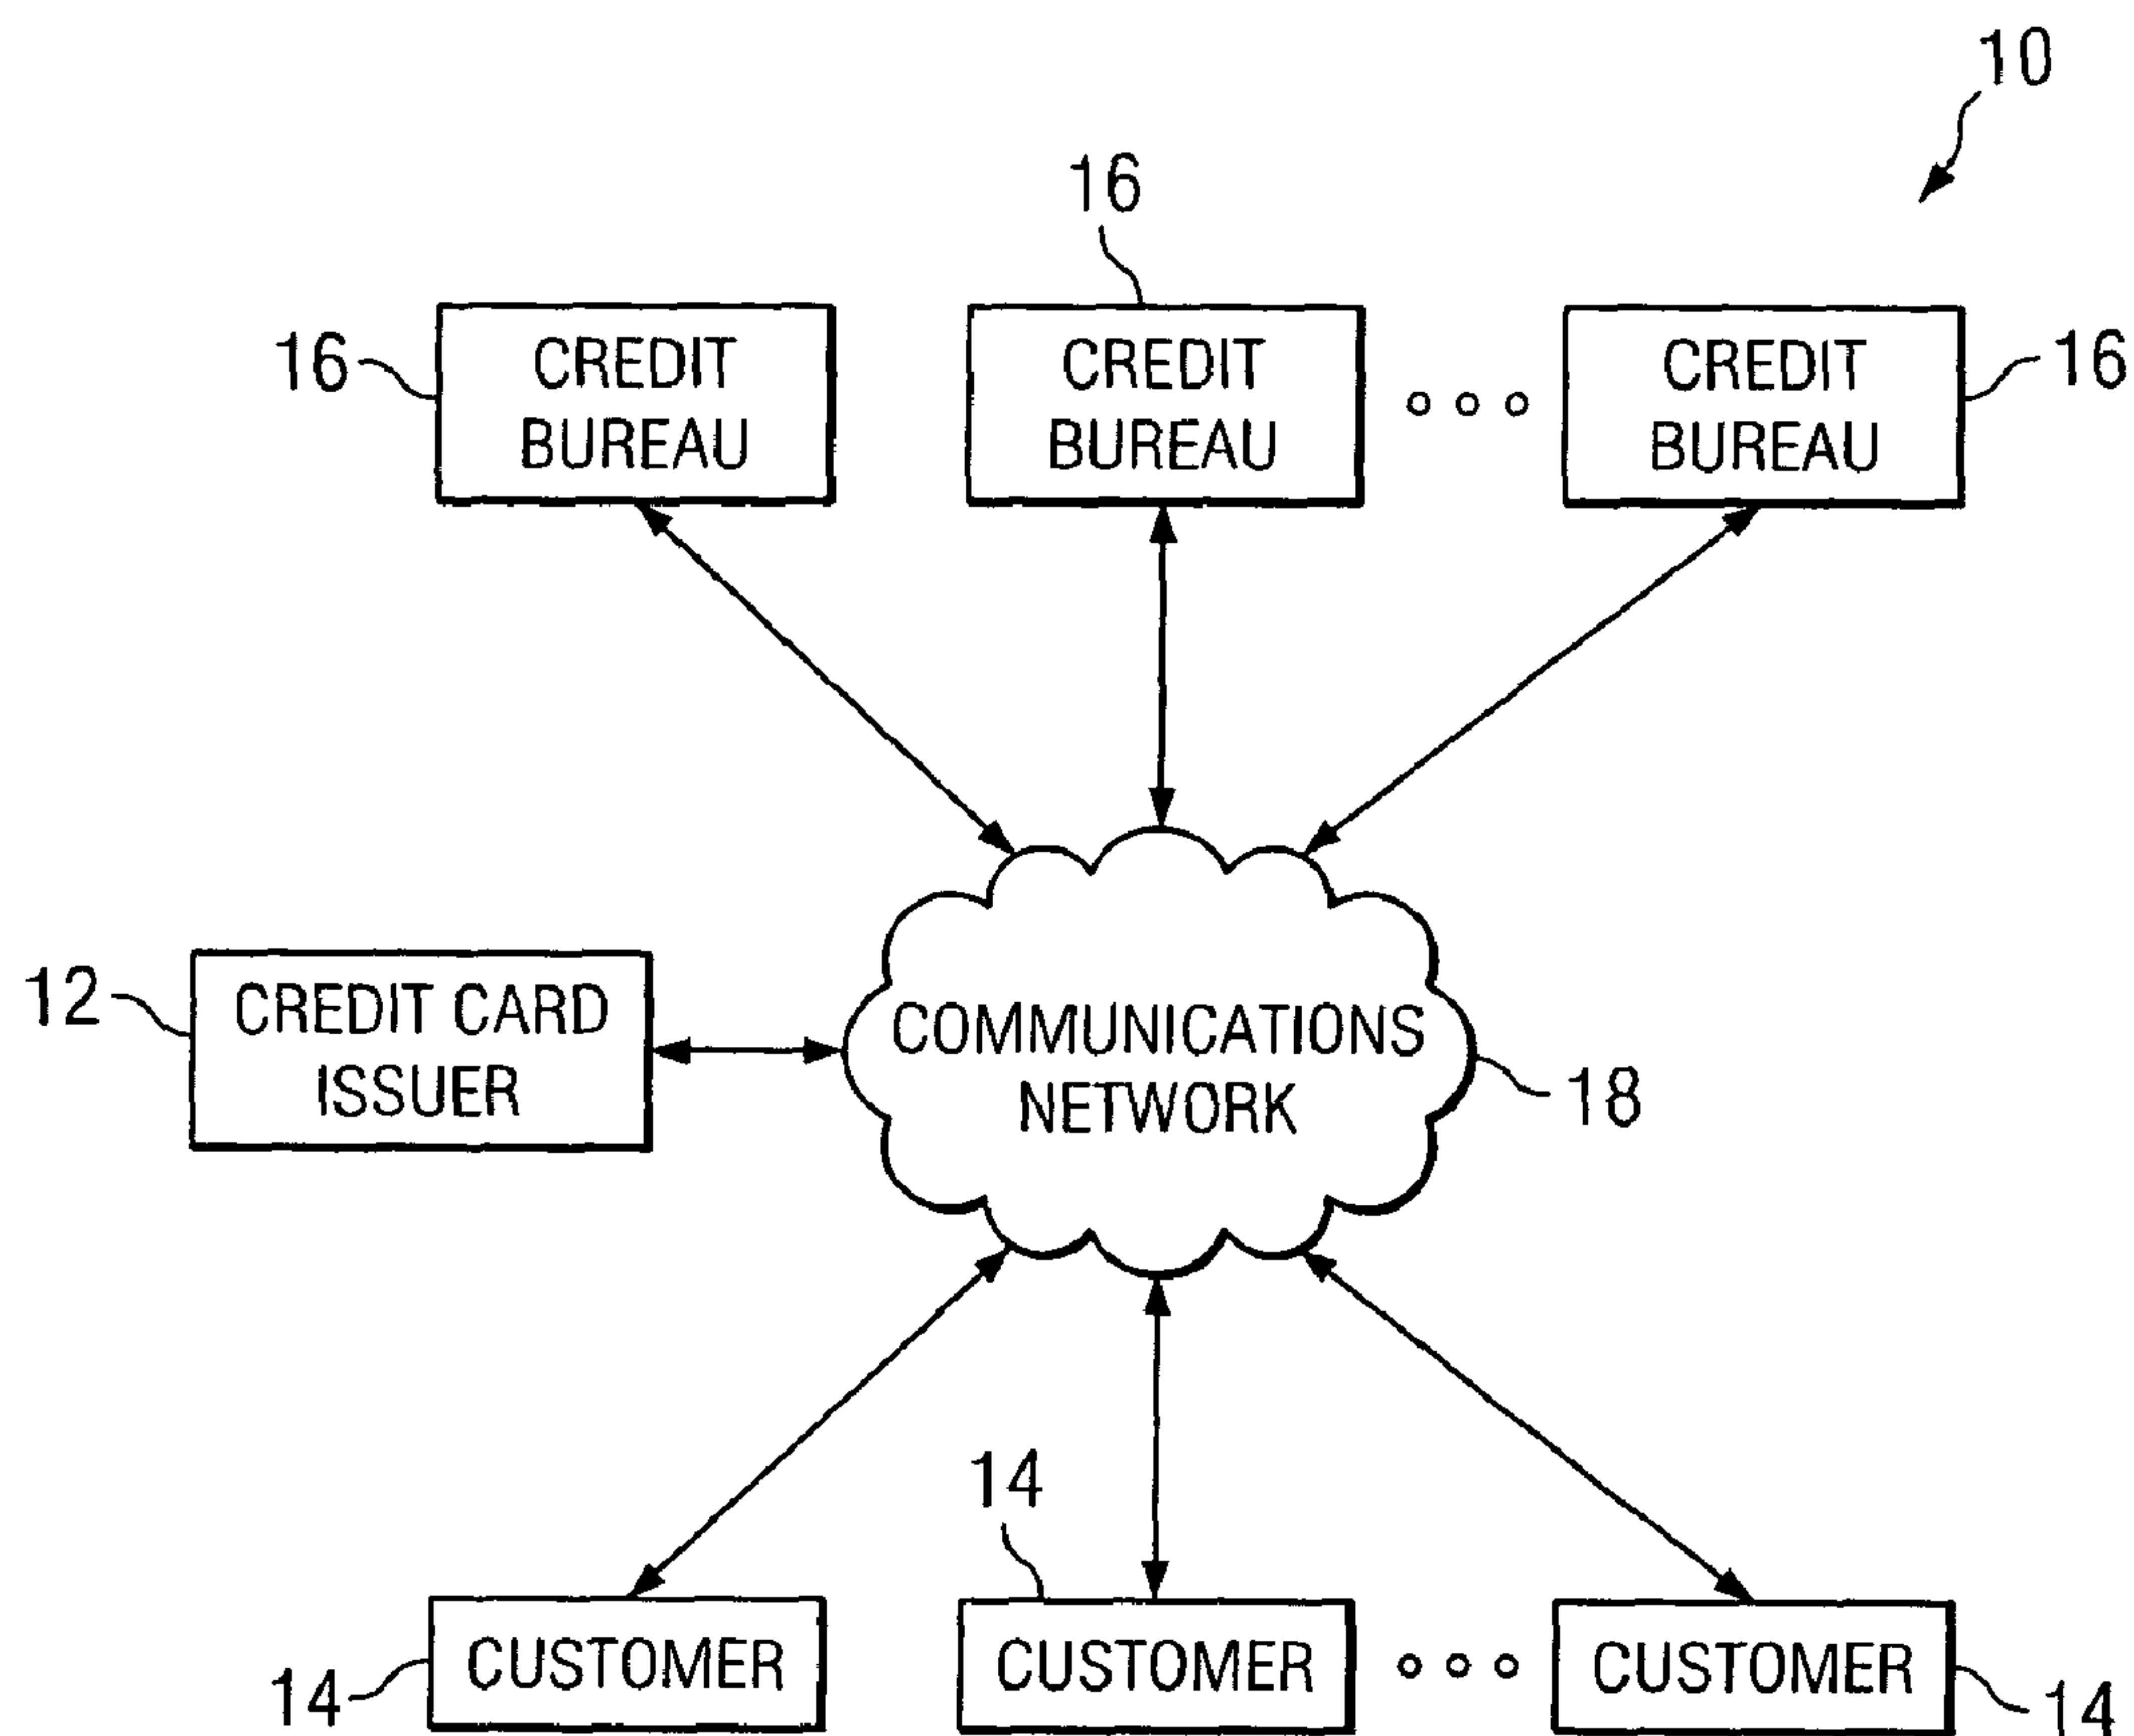 10
16
16
CREDIT
BUREAU
CREDIT
BUREAU
CREDIT
BUREAU
16
12
CREDIT CARD
ISSUER
COMMUNICATIONS
NETWORK
18
14
14
CUSTOMER
CUSTOMER
CUSTOMER
14